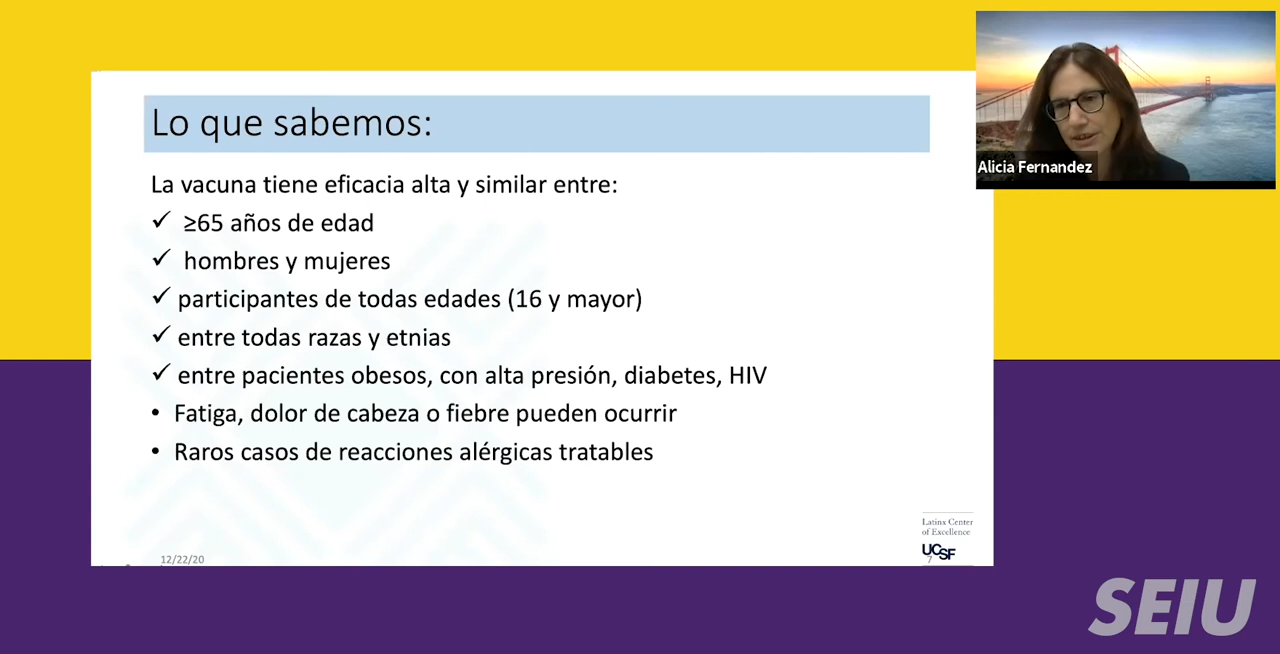 Lo que sabemos:
La vacuna tiene eficacia alta y similar entre:
✓ ≥65 años de edad
✓ hombres y mujeres
✓ participantes de todas edades (16 y mayor)
✓ entre todas razas y etnias
✓ entre pacientes obesos, con alta presión, diabetes, HIV
• Fatiga, dolor de cabeza o fiebre pueden ocurrir
• Raros casos de reacciones alérgicas tratables
12/22/20
Latinx Center
of Excellence
UCSF
7
Alicia Fernandez
SEIU